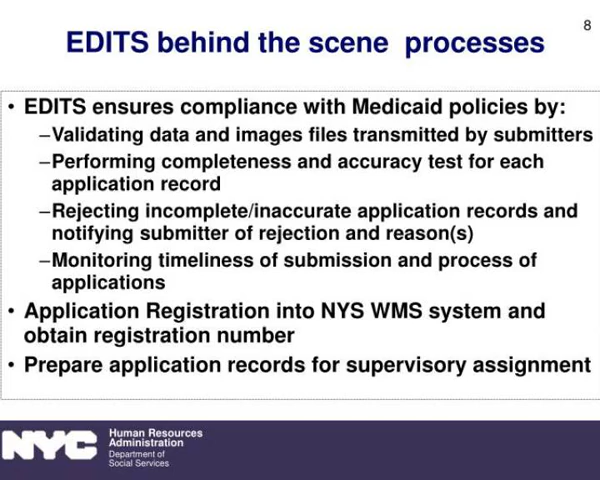 8
EDITS behind the scene  processes
• EDITS ensures compliance with Medicaid policies by:
–Validating data and images files transmitted by submitters
–Performing completeness and accuracy test for each
application record
–Rejecting incomplete/inaccurate application records and
notifying submitter of rejection and reason(s)
–Monitoring timeliness of submission and process of
applications
• Application Registration into NYS WMS system and
obtain registration number
• Prepare application records for supervisory assignment
NYC
Human Resources
Administration
Department of
Social Services